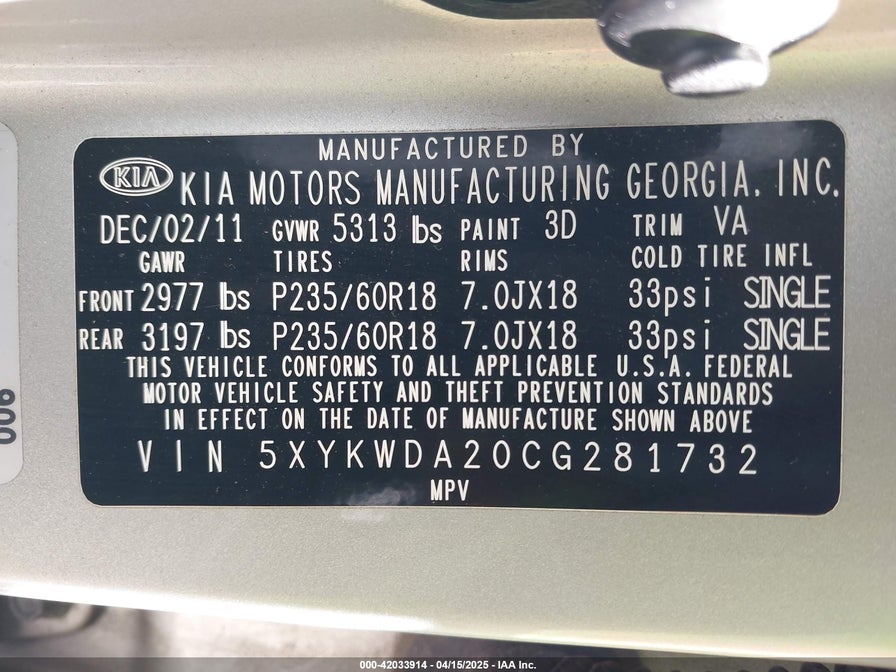 MANUFACTURED BY
KIA KIA MOTORS MANUFACTURING GEORGIA, INC.
DEC/02/11 GVWR 5313 lbs PAINT 3D TRIM VA
GAWR TIRES RIMS COLD TIRE INFL
FRONT 2977 lbs P235/60R18 7.0JX18 33psi SINGLE
REAR 3197 lbs P235/60R18 7.0JX18 33psi SINGLE
THIS VEHICLE CONFORMS TO ALL APPLICABLE U.S.A. FEDERAL
MOTOR VEHICLE SAFETY AND THEFT PREVENTION STANDARDS
IN EFFECT ON THE DATE OF MANUFACTURE SHOWN ABOVE
VIN 5XYKWDA20CG281732
MPV
000-42033914 - 04/15/2025 - IAA Inc.